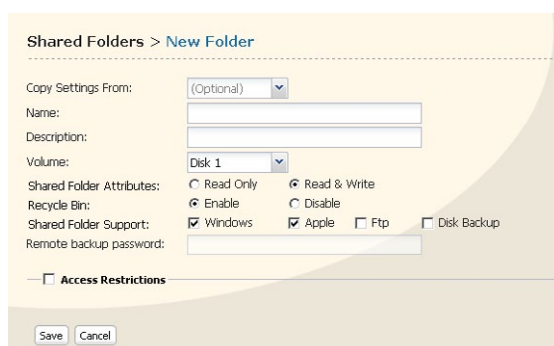 Shared Folders > New Folder
Copy Settings From: (Optional)
Name:
Description:
Volume: Disk 1
Shared Folder Attributes: Read Only Read & Write
Recycle Bin: Enable Disable
Shared Folder Support: Windows Apple Ftp Disk Backup
Remote backup password:
Access Restrictions
Save Cancel